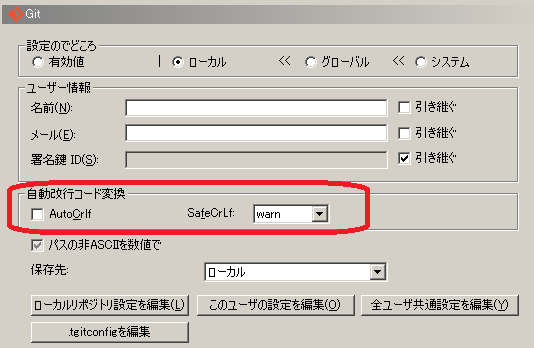 Git
設定のでどころ
有効値 | ローカル << グローバル << システム
ユーザー情報
名前(N): 引き継ぐ
メール(E): 引き継ぐ
署名鍵 ID(S): 引き継ぐ
自動改行コード変換
AutoCrlf SafeCrLf: warn
パスの非ASCIIを数値で
保存先: ローカル
ローカルリポジトリ設定を編集(L) このユーザの設定を編集(O) 全ユーザ共通設定を編集(Y)
.tgitconfigを編集